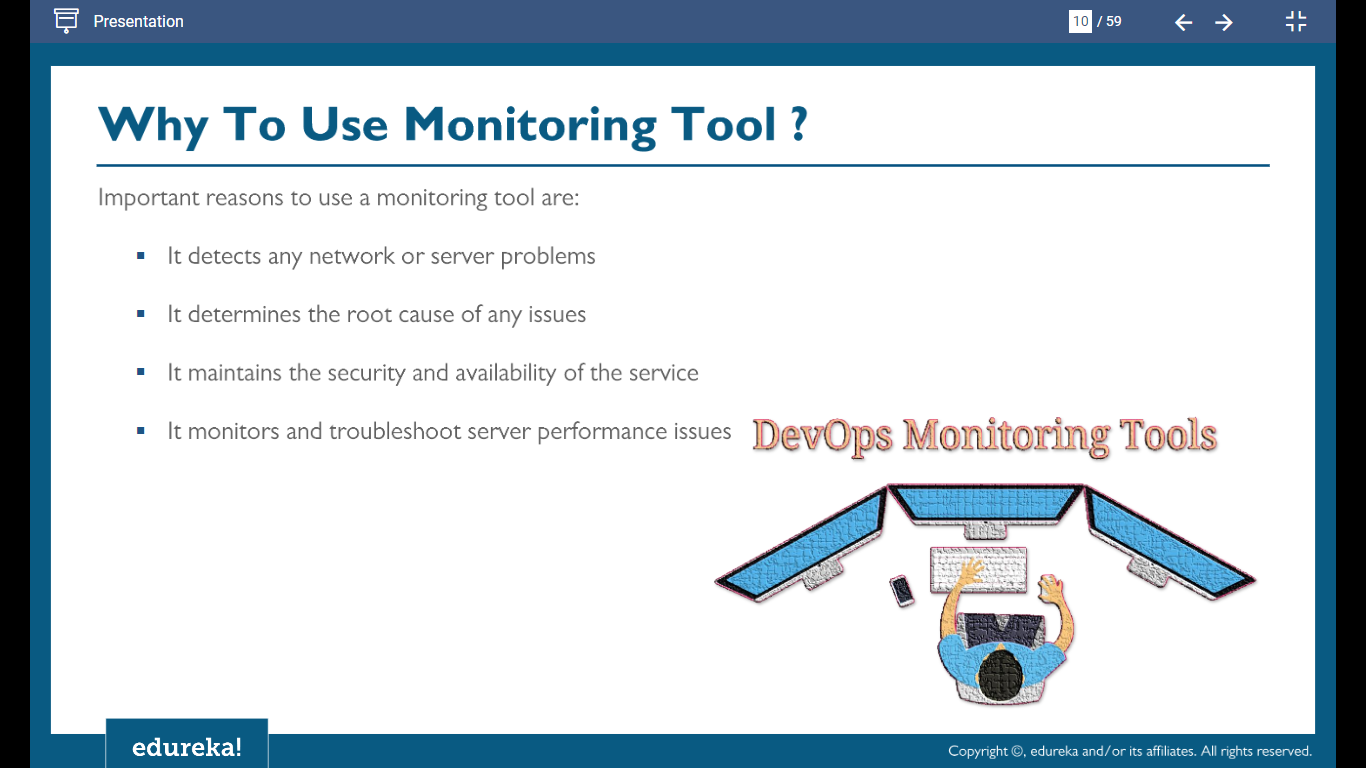 Presentation
10 / 59
Why To Use Monitoring Tool ?
Important reasons to use a monitoring tool are:
It detects any network or server problems
It determines the root cause of any issues
It maintains the security and availability of the service
It monitors and troubleshoot server performance issues
DevOps Monitoring Tools
edureka!
Copyright ©, edureka and/or its affiliates. All rights reserved.